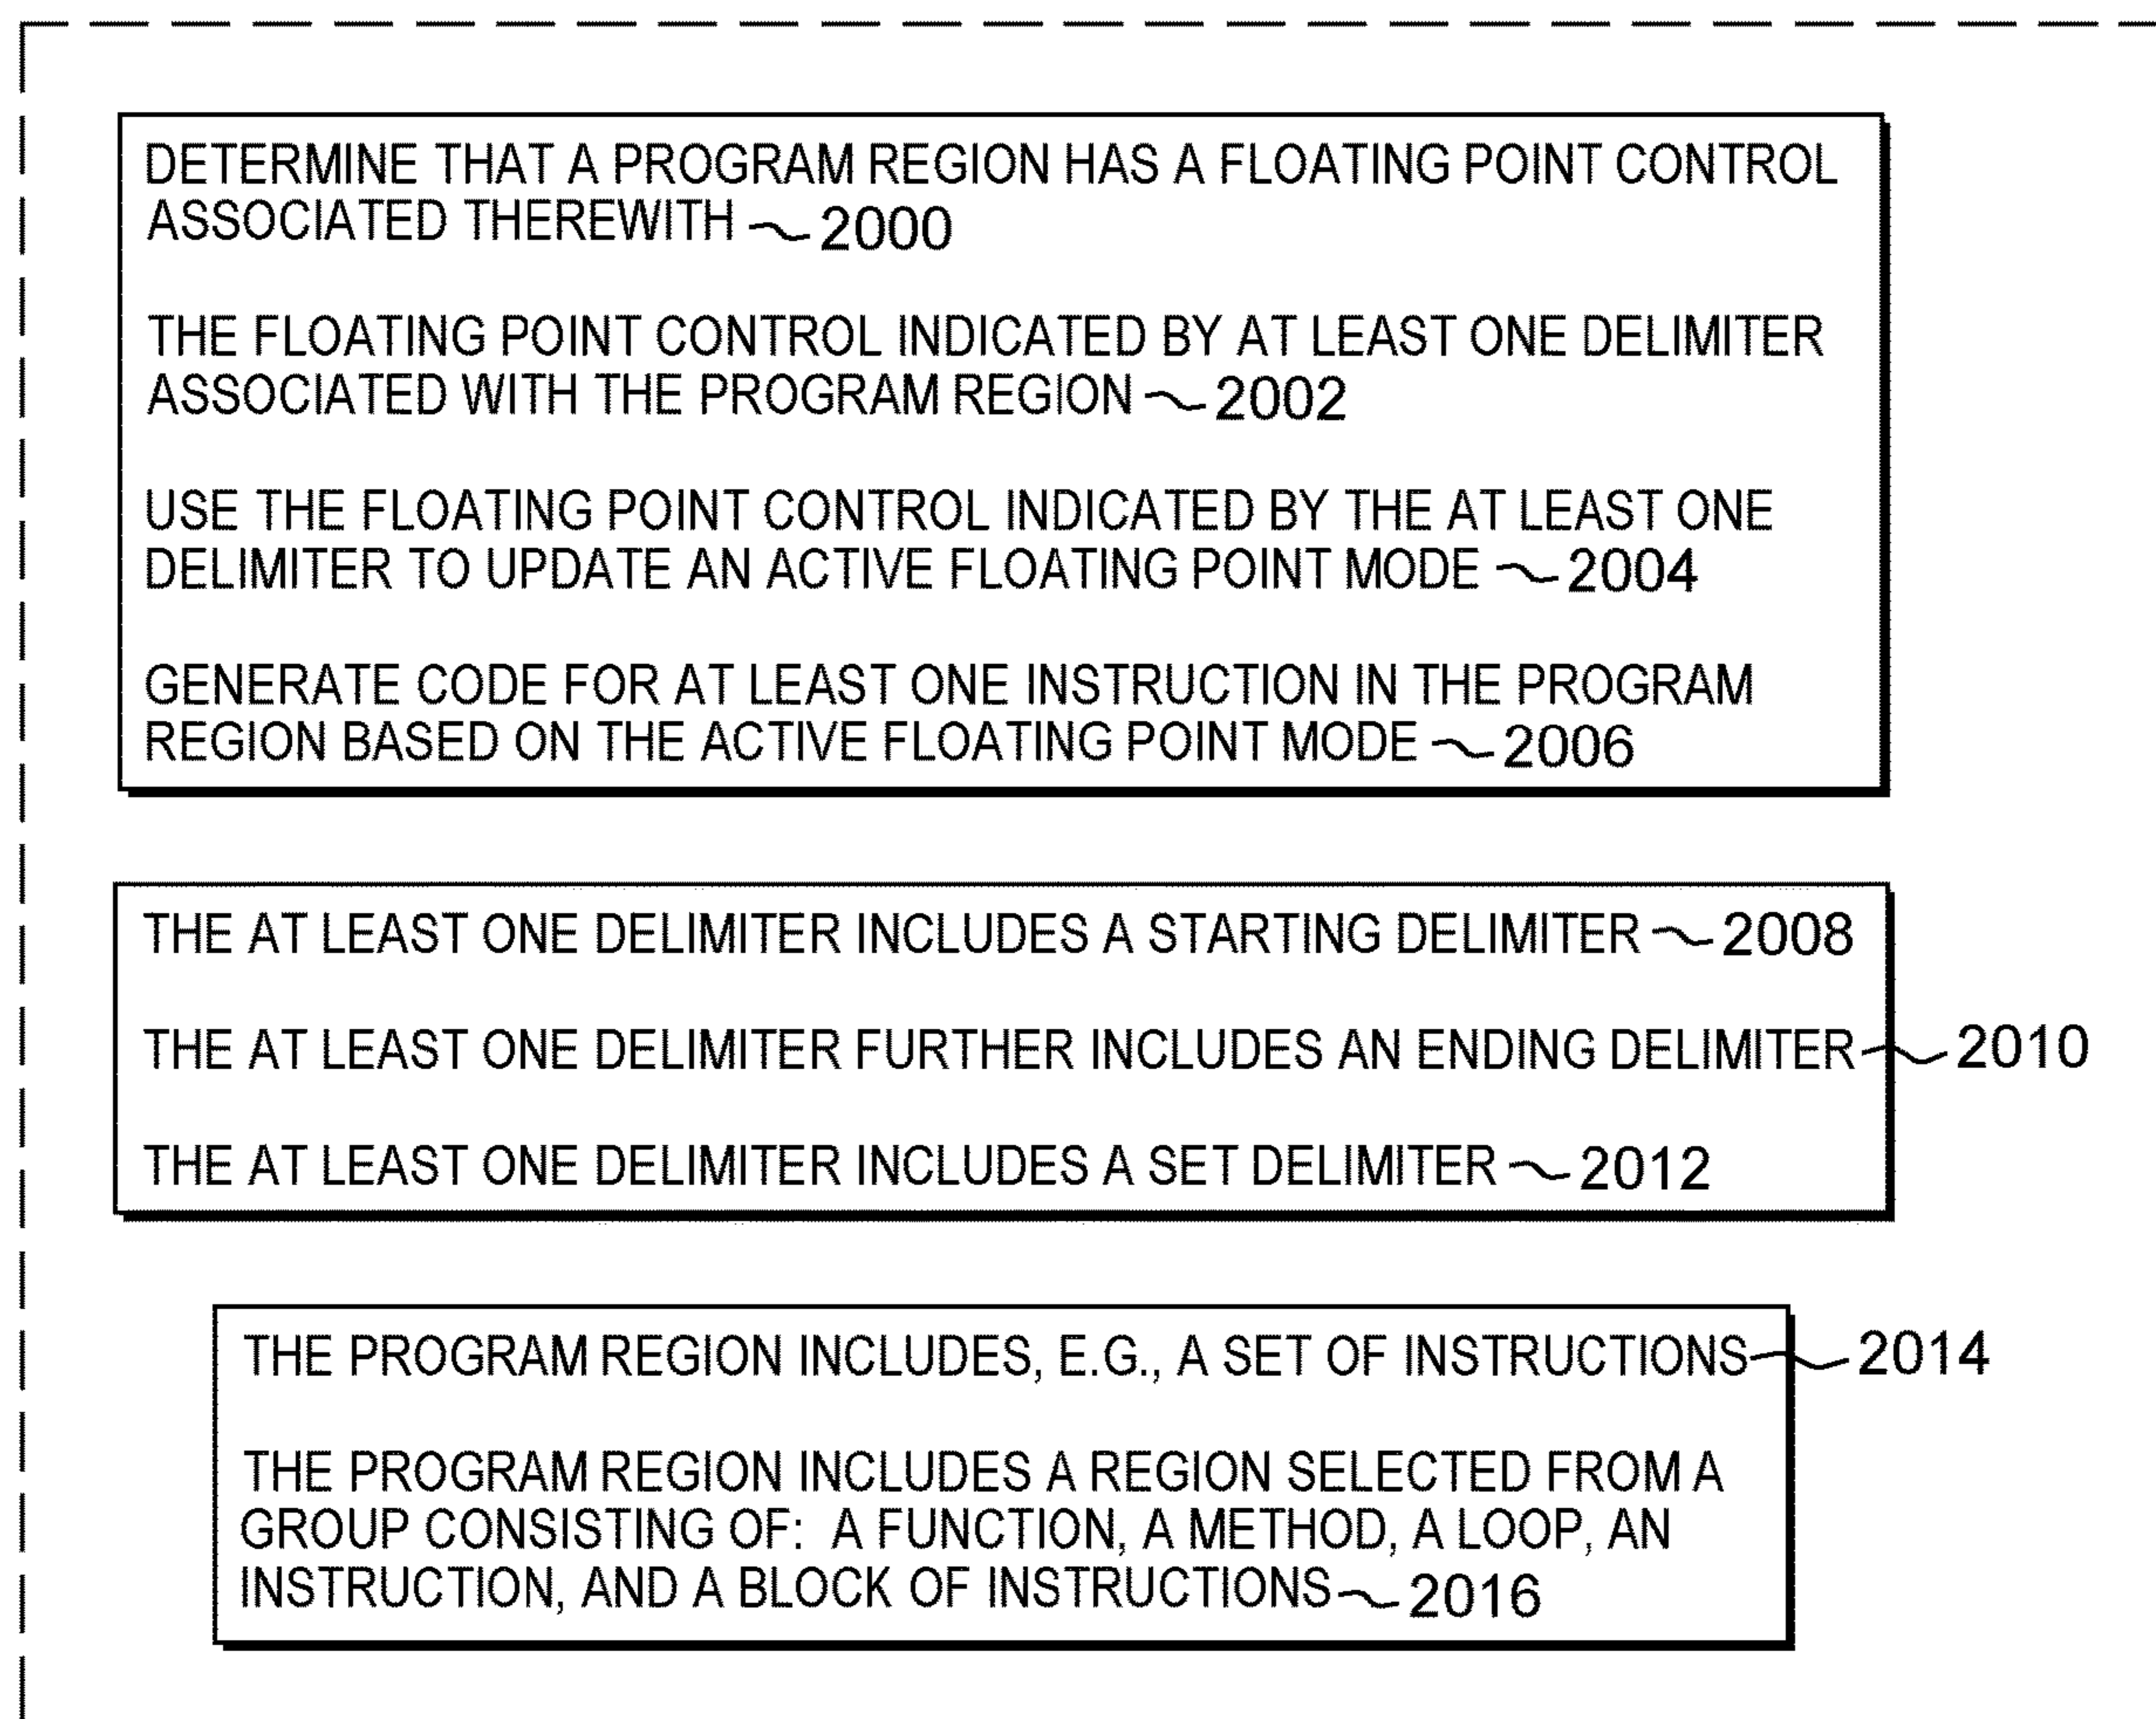 DETERMINE THAT A PROGRAM REGION HAS A FLOATING POINT CONTROL
ASSOCIATED THEREWITH 2000
THE FLOATING POINT CONTROL INDICATED BY AT LEAST ONE DELIMITER
ASSOCIATED WITH THE PROGRAM REGION 2002
USE THE FLOATING POINT CONTROL INDICATED BY THE AT LEAST ONE
DELIMITER TO UPDATE AN ACTIVE FLOATING POINT MODE 2004
GENERATE CODE FOR AT LEAST ONE INSTRUCTION IN THE PROGRAM
REGION BASED ON THE ACTIVE FLOATING POINT MODE 2006
THE AT LEAST ONE DELIMITER INCLUDES A STARTING DELIMITER 2008
THE AT LEAST ONE DELIMITER FURTHER INCLUDES AN ENDING DELIMITER 2010
THE AT LEAST ONE DELIMITER INCLUDES A SET DELIMITER 2012
THE PROGRAM REGION INCLUDES, E.G., A SET OF INSTRUCTIONS 2014
THE PROGRAM REGION INCLUDES A REGION SELECTED FROM A
GROUP CONSISTING OF: A FUNCTION, A METHOD, A LOOP, AN
INSTRUCTION, AND A BLOCK OF INSTRUCTIONS 2016